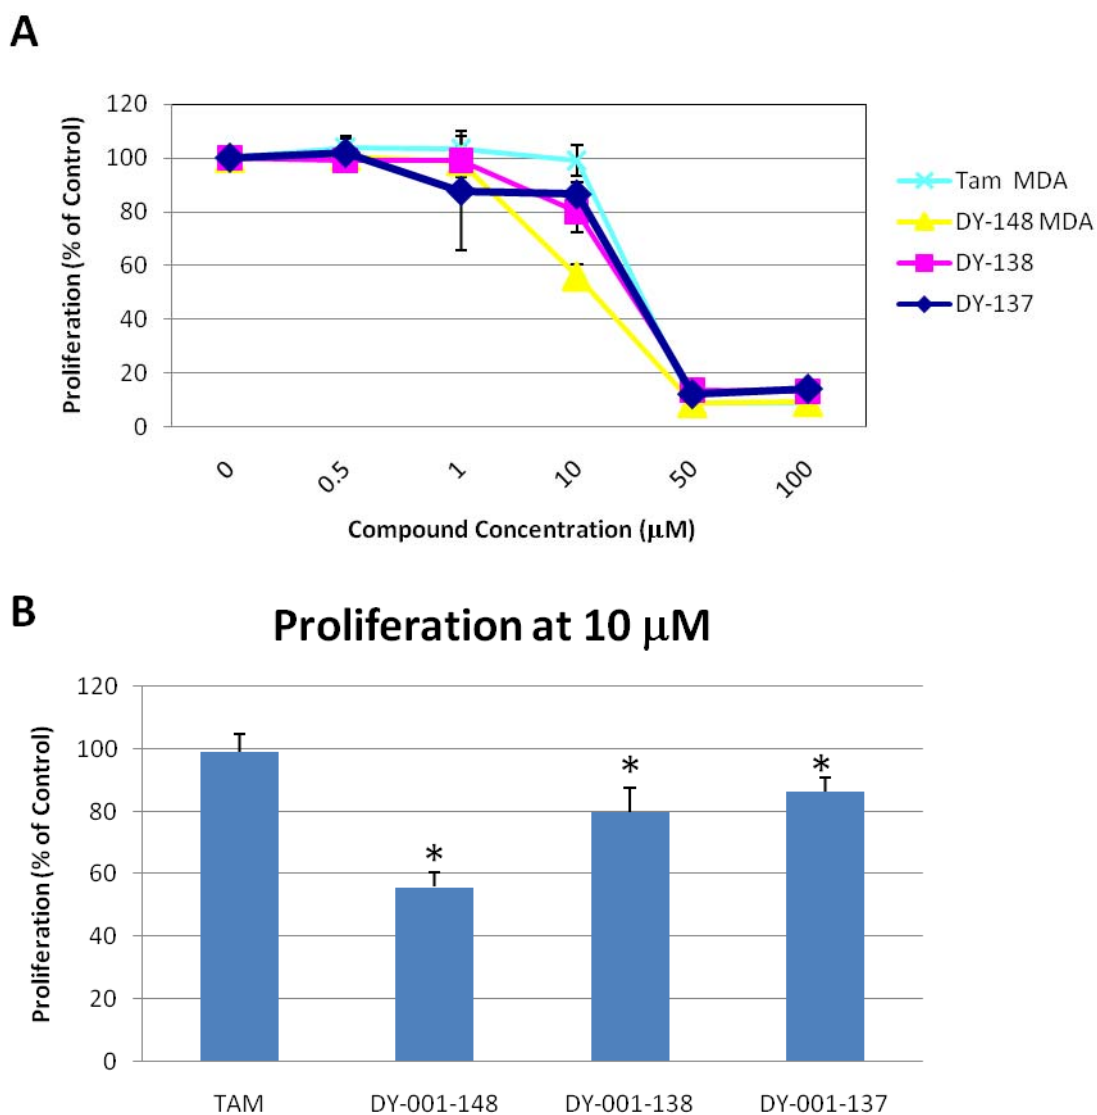 A
120
100
80
60
40
20
0
Proliferation (% of Control)
0
0.5
1
10
50
100
Compound Concentration (μM)
Tam MDA
DY-148 MDA
DY-138
DY-137
B
Proliferation at 10 μM
120
100
80
60
40
20
0
Proliferation (% of Control)
*
*
*
TAM
DY-001-148
DY-001-138
DY-001-137